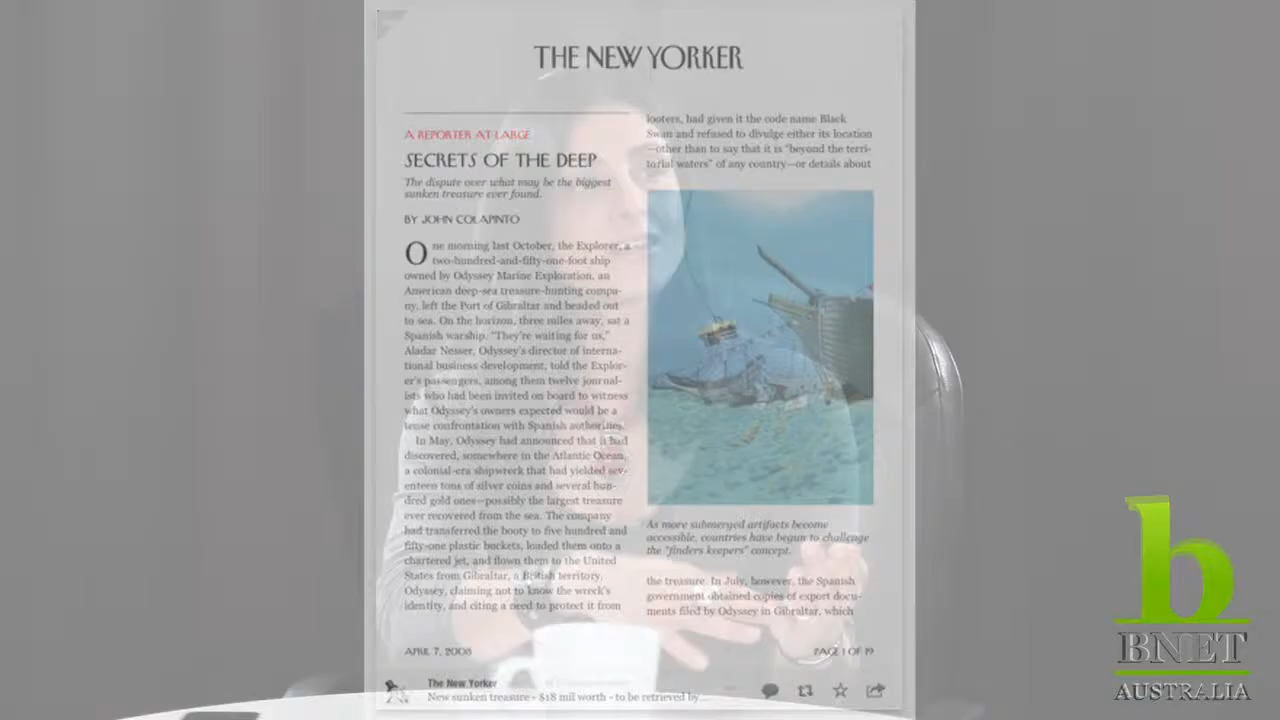 THE NEW YORKER
A REPORTER AT LARGE
SECRETS OF THE DEEP
The dispute over what may be the biggest
sunken treasure ever found.
BY JOHN COLAPINTO
One morning last October, the Explorer, a
two-hundred-and-fifty-one-foot ship
owned by Odyssey Marine Exploration, an
American deep-sea treasure-hunting compa-
ny, left the Port of Gibraltar and headed out
to sea. On the horizon, three miles away, sat a
Spanish warship. "They're waiting for us,"
Aladar Nesser, Odyssey's director of interna-
tional business development, told the Explor-
er's passengers, among them twelve journal-
ists who had been invited on board to witness
what Odyssey's owners expected would be a
tense confrontation with Spanish authorities.
In May, Odyssey had announced that it had
discovered, somewhere in the Atlantic Ocean,
a colonial-era shipwreck that had yielded sev-
enteen tons of silver coins and several hun-
dred gold ones—possibly the largest treasure
ever recovered from the sea. The company
had transferred the booty to five hundred and
fifty-one plastic buckets, loaded them onto a
chartered jet, and flown them to the United
States from Gibraltar, a British territory.
Odyssey, claiming not to know the wreck's
identity, and citing a need to protect it from
looters, had given it the code name Black
Swan and refused to divulge either its location
—other than to say that it is "beyond the terri-
torial waters" of any country—or details about
As more submerged artifacts become
accessible, countries have begun to challenge
the "finders keepers" concept.
the treasure. In July, however, the Spanish
government obtained copies of export docu-
ments filed by Odyssey in Gibraltar, which
APRIL 7, 2008
PAGE 1 OF 19
The New Yorker
New sunken treasure - $18 mil worth - to be retrieved by...
b
BNET
AUSTRALIA